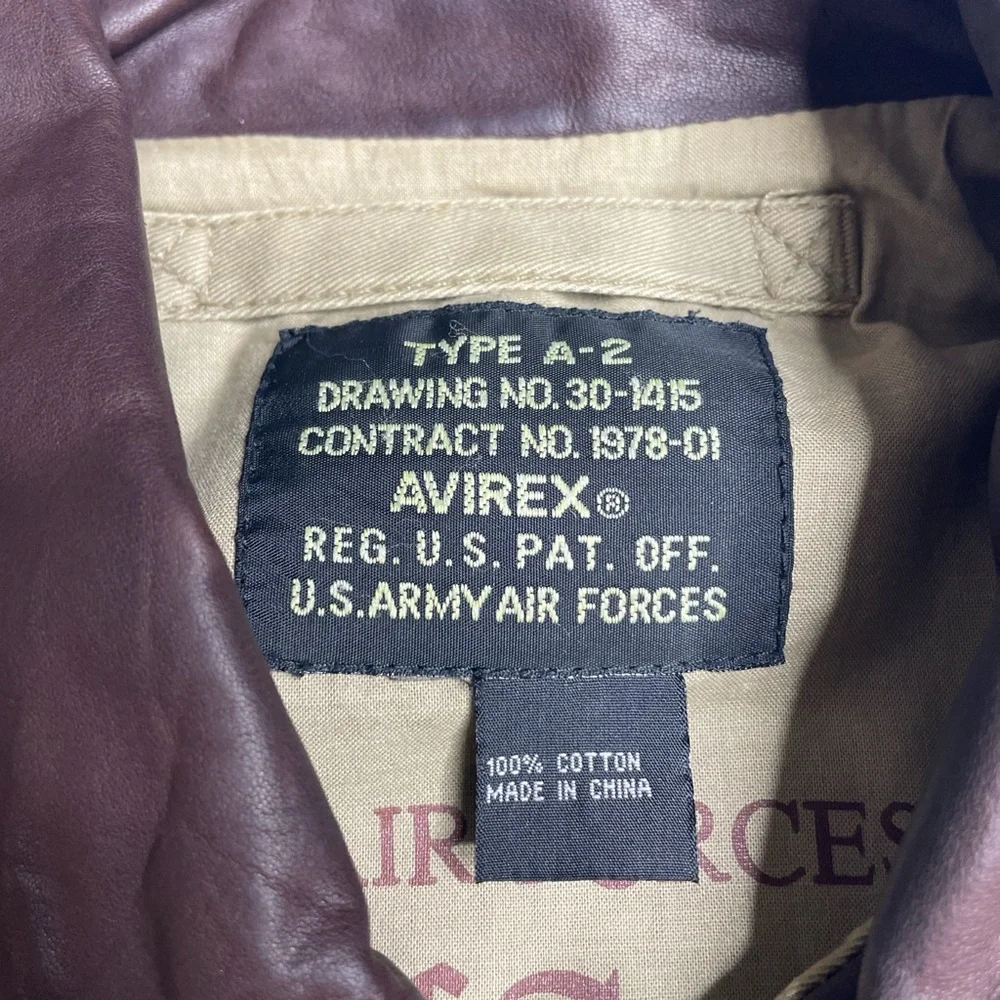 TYPE A-2
DRAWING NO. 30-1415
CONTRACT NO. 1978-01
AVIREX®
REG. U.S. PAT. OFF.
U.S. ARMY AIR FORCES
100% COTTON
MADE IN CHINA